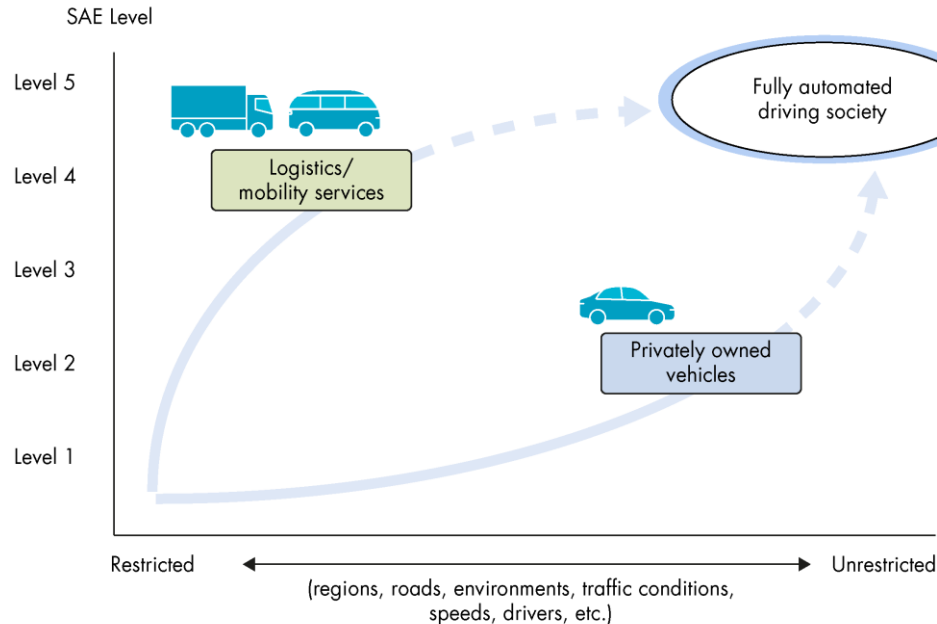 SAE Level
Level 5
Fully automated
driving society
Logistics/
mobility services
Level 4
Level 3
Privately owned
vehicles
Level 2
Level 1
Restricted
Unrestricted
(regions, roads, environments, traffic conditions,
speeds, drivers, etc.)